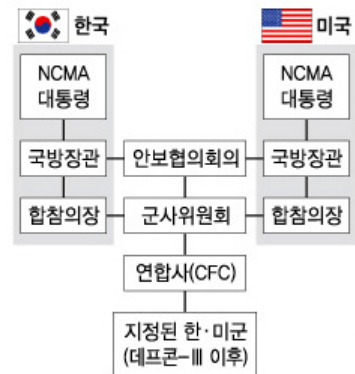 한국
미국
NCMA
대통령
NCMA
대통령
국방장관
안보협의회의
국방장관
합참의장
군사위원회
합참의장
연합사(CFC)
지정된 한·미군
(데프콘-Ⅲ 이후)